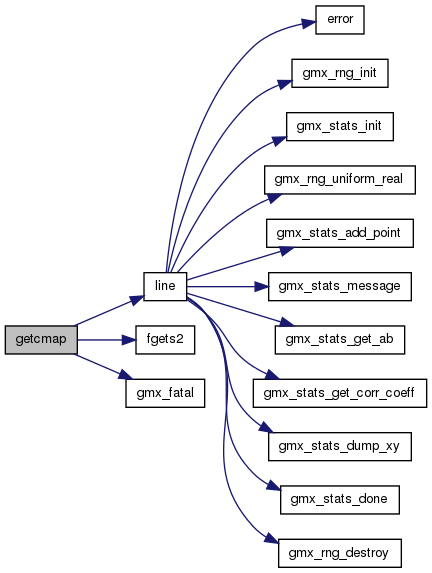 error
gmx_rng_init
gmx_stats_init
gmx_rng_uniform_real
gmx_stats_add_point
line
gmx_stats_message
getcmap
fgets2
gmx_stats_get_ab
gmx_fatal
gmx_stats_get_corr_coeff
gmx_stats_dump_xy
gmx_stats_done
gmx_rng_destroy